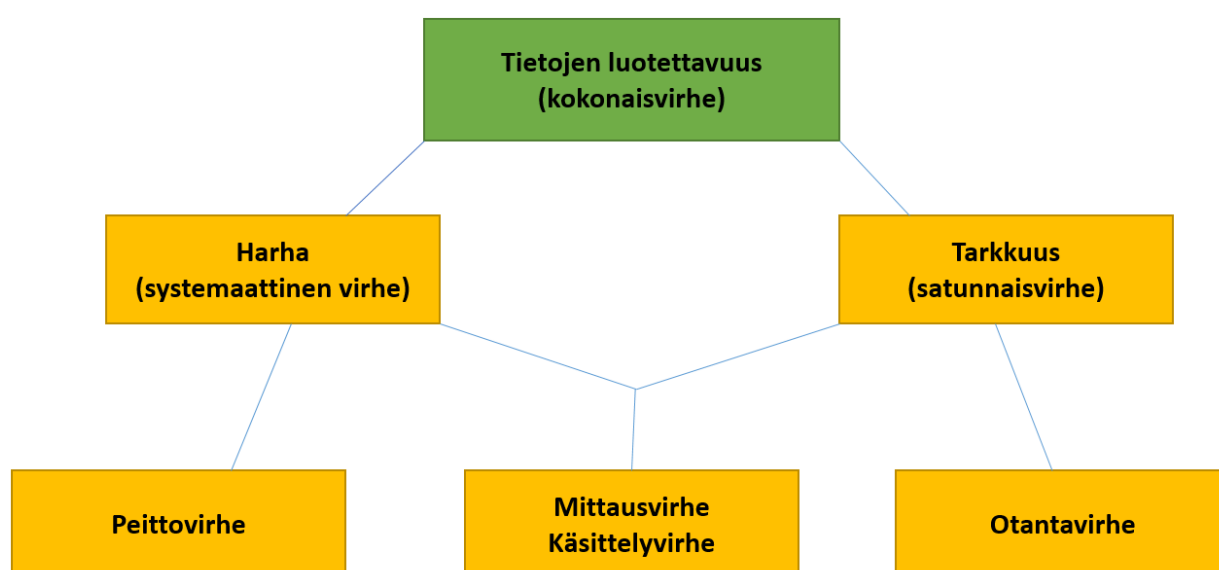 Tietojen luotettavuus
(kokonaisvirhe)
Harha
(systemaattinen virhe)
Tarkkuus
(satunnaisvirhe)
Peittovirhe
Mittausvirhe
Käsittelyvirhe
Otantavirhe